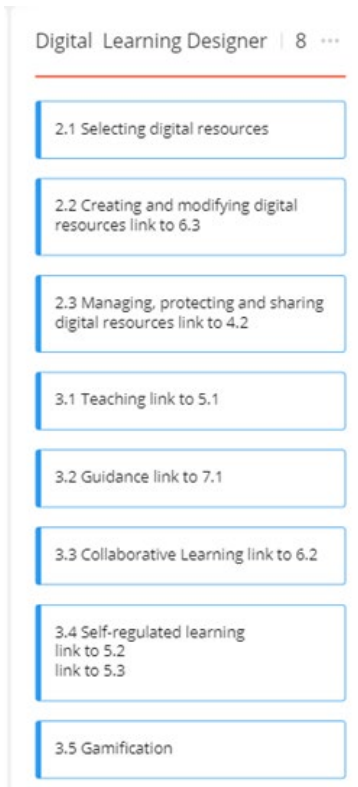 Digital Learning Designer | 8 ...
2.1 Selecting digital resources
2.2 Creating and modifying digital
resources link to 6.3
2.3 Managing, protecting and sharing
digital resources link to 4.2
3.1 Teaching link to 5.1
3.2 Guidance link to 7.1
3.3 Collaborative Learning link to 6.2
3.4 Self-regulated learning
link to 5.2
link to 5.3
3.5 Gamification